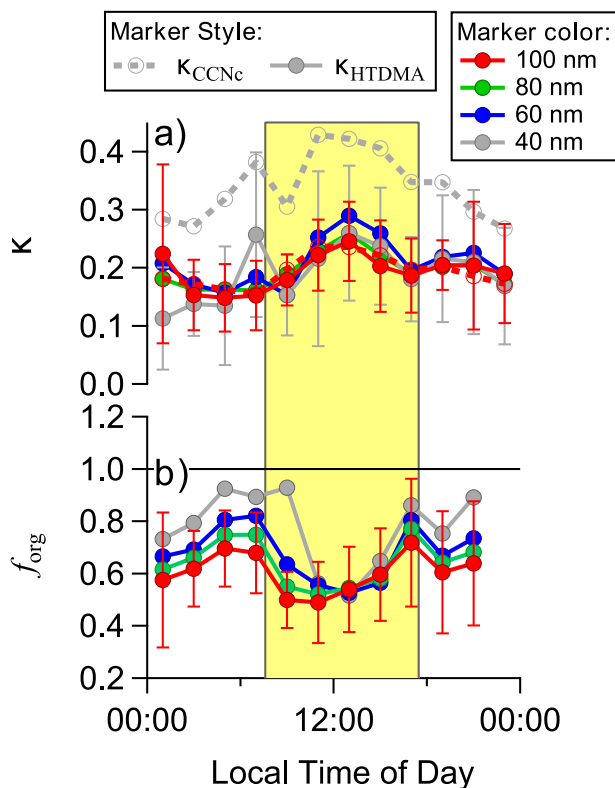 Marker Style:
κCCNc κHTDMA
Marker color:
100 nm
80 nm
60 nm
40 nm
a)
0.4
0.3
κ
0.2
0.1
0.0
1.2
1.0
b)
0.8
forg
0.6
0.4
0.2
00:00 12:00 00:00
Local Time of Day